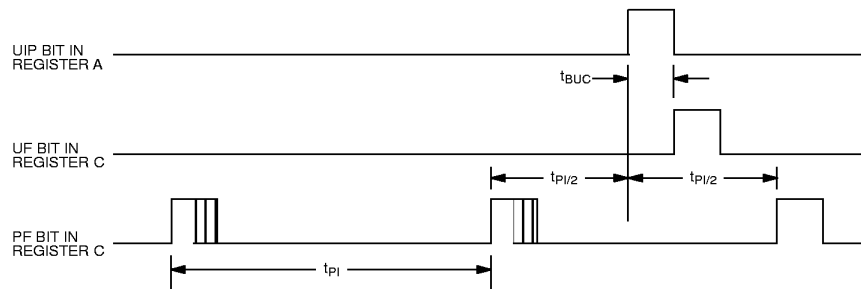 UIP BIT IN
REGISTER A
tBUC
UF BIT IN
REGISTER C
tPI/2
tPI/2
PF BIT IN
REGISTER C
tPI